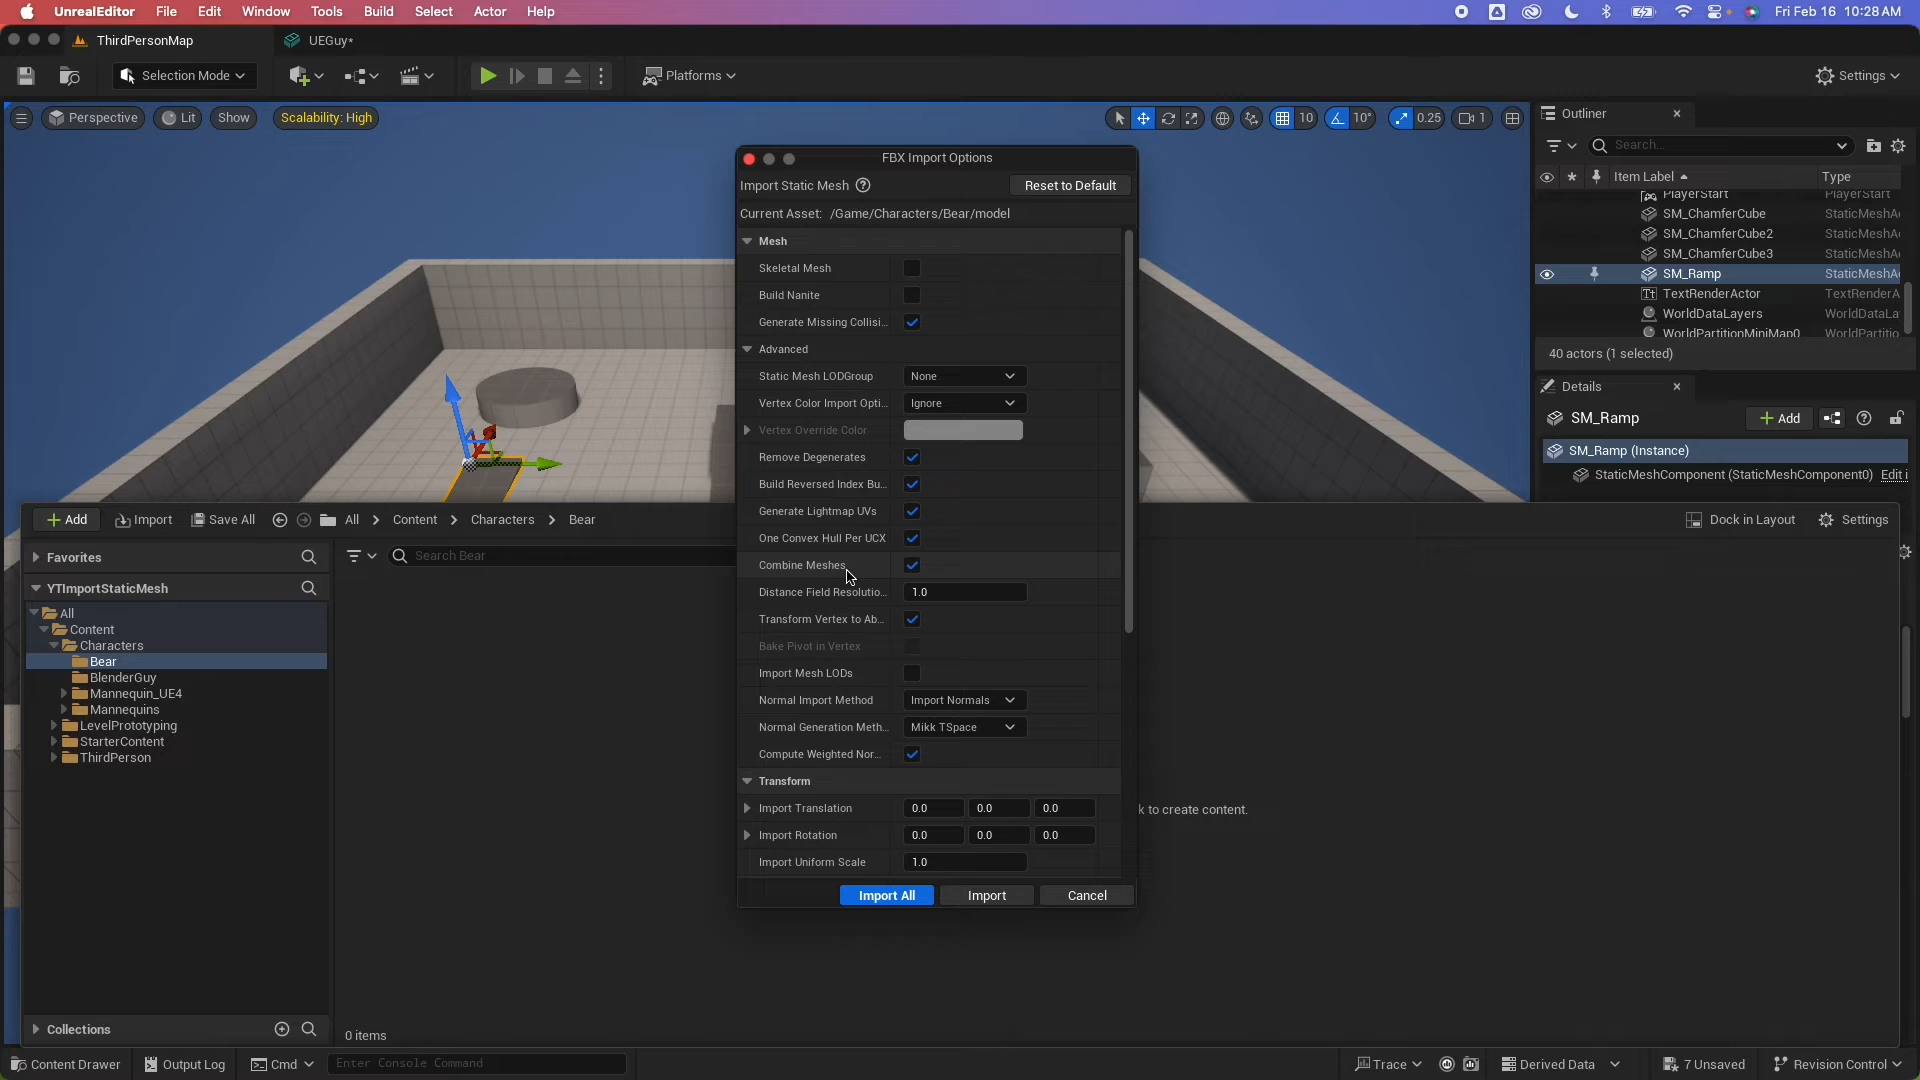 UnrealEditor File Edit Window Tools Build Select Actor Help Fri Feb 16 10:28 AM
ThirdPersonMap UEGuy*
Selection Mode Platforms Settings
Perspective Lit Show Scalability: High 10 10° 0.25 1
Outliner
Search...
Item Label Type
PlayerStart PlayerStart
SM_ChamferCube StaticMeshA
SM_ChamferCube2 StaticMeshA
SM_ChamferCube3 StaticMeshA
SM_Ramp StaticMeshA
TextRenderActor TextRenderA
WorldDataLayers WorldDataLa
WorldPartitionMiniMap0 WorldPartitio
40 actors (1 selected)
Details
SM_Ramp Add
SM_Ramp (Instance)
StaticMeshComponent (StaticMeshComponent0) Edit i
FBX Import Options
Import Static Mesh Reset to Default
Current Asset: /Game/Characters/Bear/model
Mesh
Skeletal Mesh
Build Nanite
Generate Missing Collisi...
Advanced
Static Mesh LODGroup None
Vertex Color Import Opti... Ignore
Vertex Override Color
Remove Degenerates
Build Reversed Index Bu...
Generate Lightmap UVs
One Convex Hull Per UCX
Combine Meshes
Distance Field Resolutio... 1.0
Transform Vertex to Ab...
Bake Pivot in Vertex
Import Mesh LODs
Normal Import Method Import Normals
Normal Generation Meth... Mikk TSpace
Compute Weighted Nor...
Transform
Import Translation 0.0 0.0 0.0
Import Rotation 0.0 0.0 0.0
Import Uniform Scale 1.0
Import All Import Cancel
Add Import Save All All Content Characters Bear Dock in Layout Settings
Favorites Search Bear
YTImportStaticMesh
All
Content
Characters
Bear
BlenderGuy
Mannequin_UE4
Mannequins
LevelPrototyping
StarterContent
ThirdPerson
k to create content.
Collections 0 items
Content Drawer Output Log Cmd Enter Console Command Trace Derived Data 7 Unsaved Revision Control